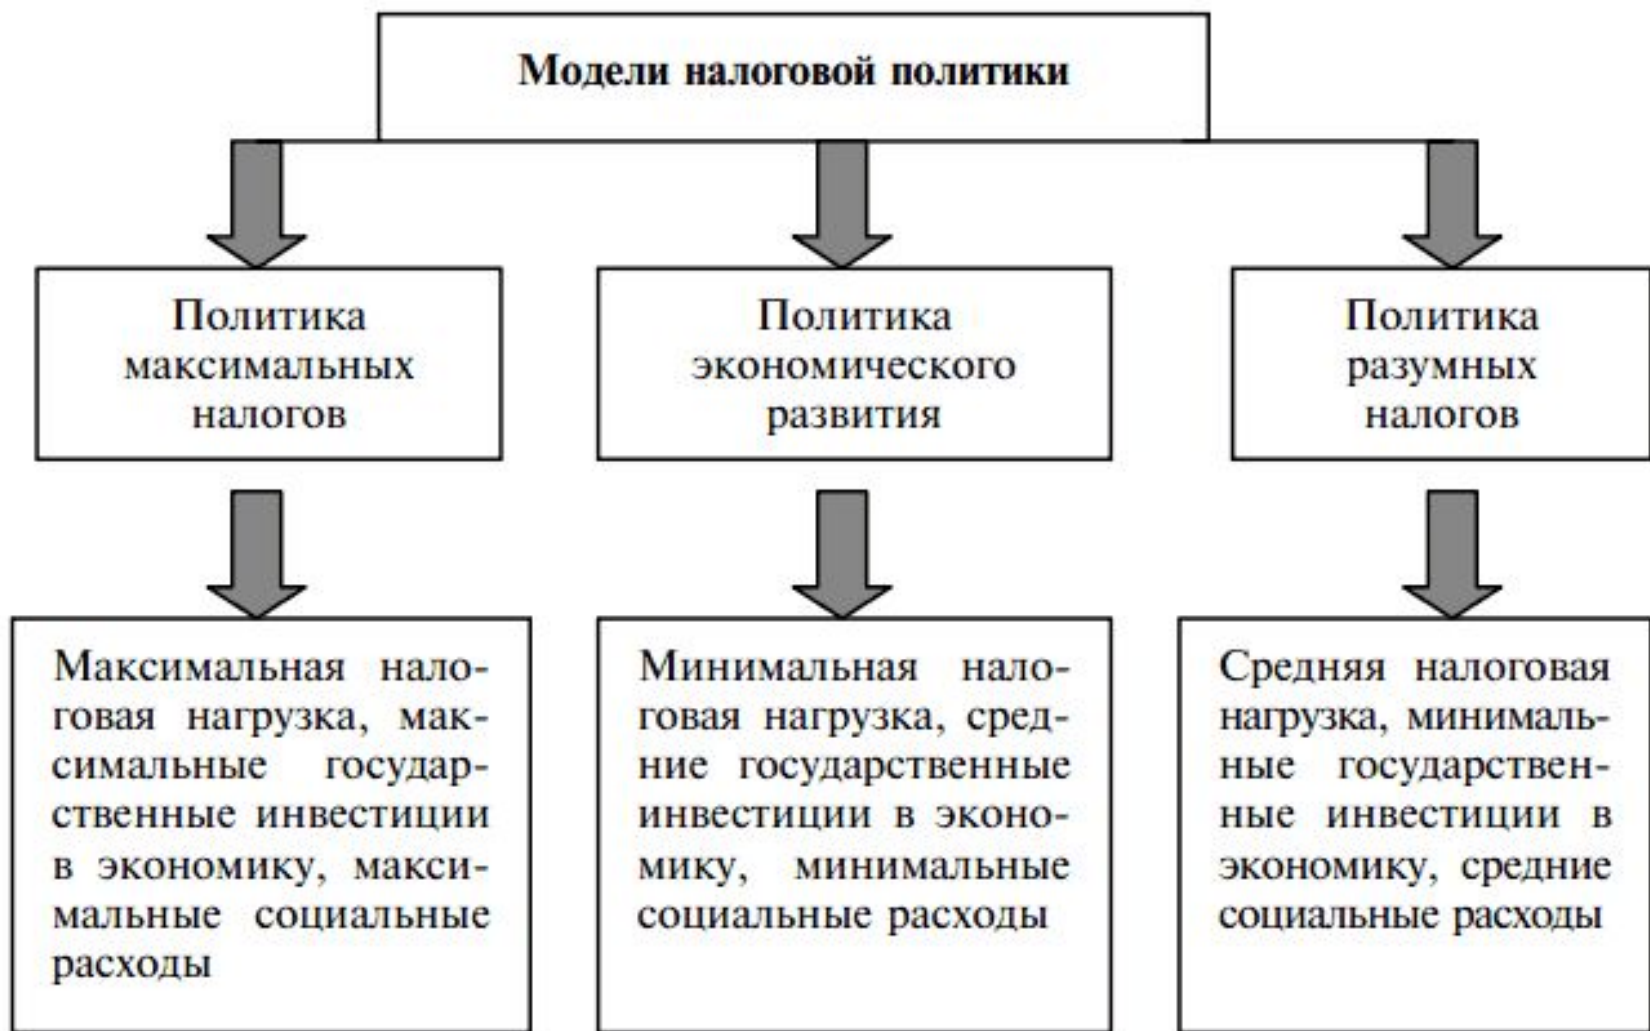 Модели налоговой политики
Политика
максимальных
налогов
Политика
экономического
развития
Политика
разумных
налогов
Максимальная нало-
говая нагрузка, мак-
симальные государ-
ственные инвестиции
в экономику, макси-
мальные социальные
расходы
Минимальная нало-
говая нагрузка, сред-
ние государственные
инвестиции в эконо-
мику, минимальные
социальные расходы
Средняя налоговая
нагрузка, минималь-
ные государствен-
ные инвестиции в
экономику, средние
социальные расходы